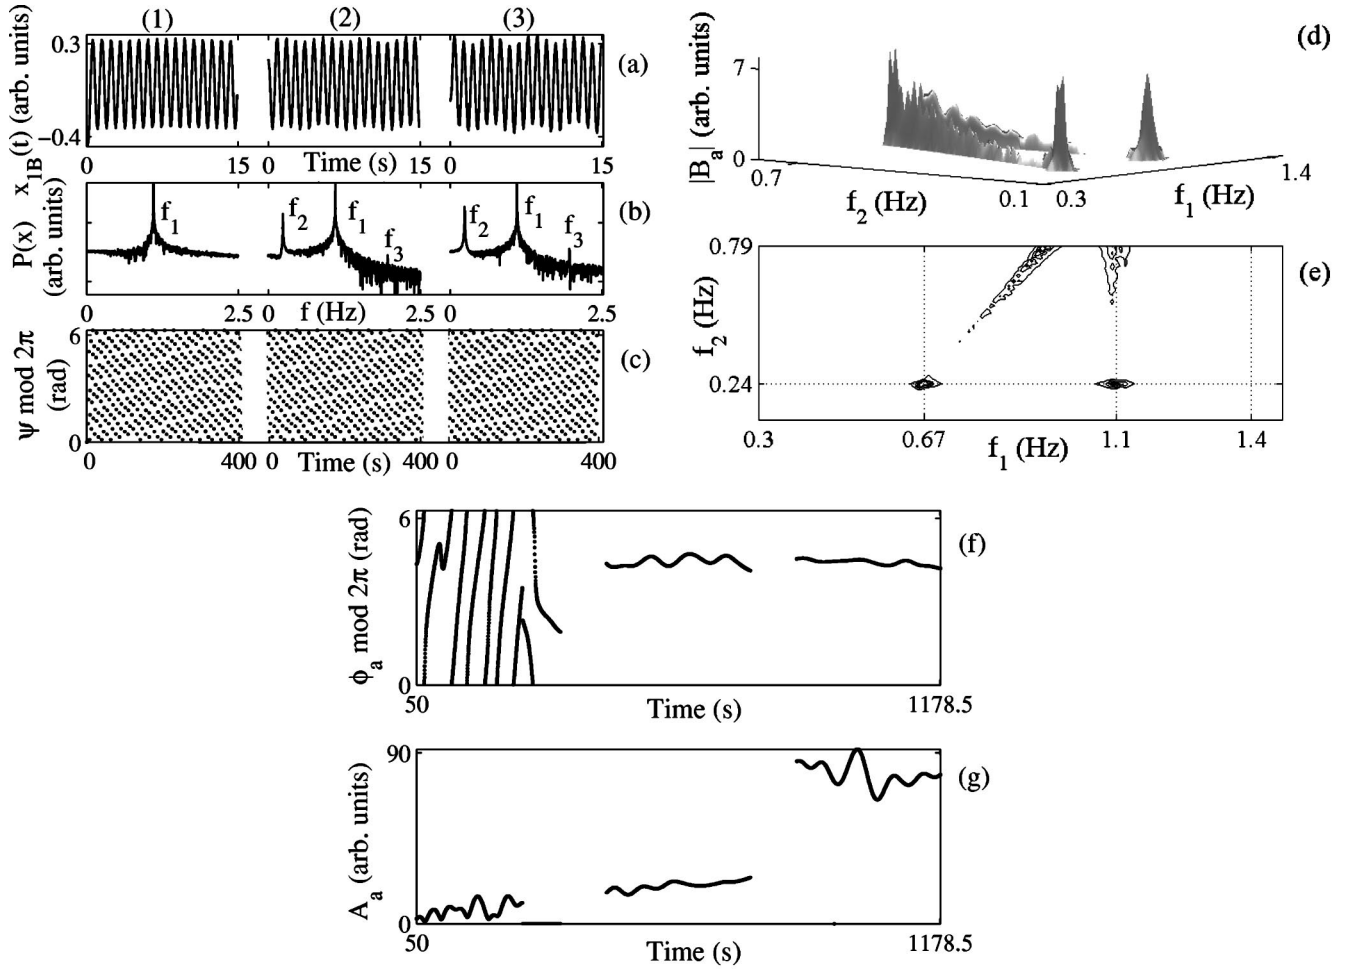 (1) (2) (3)
x1B(t) (arb. units)
0.3
−0.4
0 15 0 15 0 15
Time (s)
(a)
P(x) (arb. units)
f1
f2 f1 f3
f2 f1 f3
0 2.5 0 2.5 0 2.5
f (Hz)
(b)
ψ mod 2π (rad)
6
0
0 400 0 400 0 400
Time (s)
(c)
|Ba| (arb. units)
7
0
0.7
f2 (Hz)
0.1 0.3
f1 (Hz)
1.4
(d)
f2 (Hz)
0.79
0.24
0.3 0.67 1.1 1.4
f1 (Hz)
(e)
ϕa mod 2π (rad)
6
0
50 1178.5
Time (s)
(f)
Aa (arb. units)
90
0
50 1178.5
Time (s)
(g)